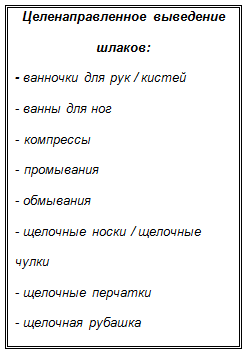 Целенаправленное выведение
шлаков:
- ванночки для рук / кистей
- ванны для ног
- компрессы
- промывания
- обмывания
- щелочные носки / щелочные
чулки
- щелочные перчатки
- щелочная рубашка